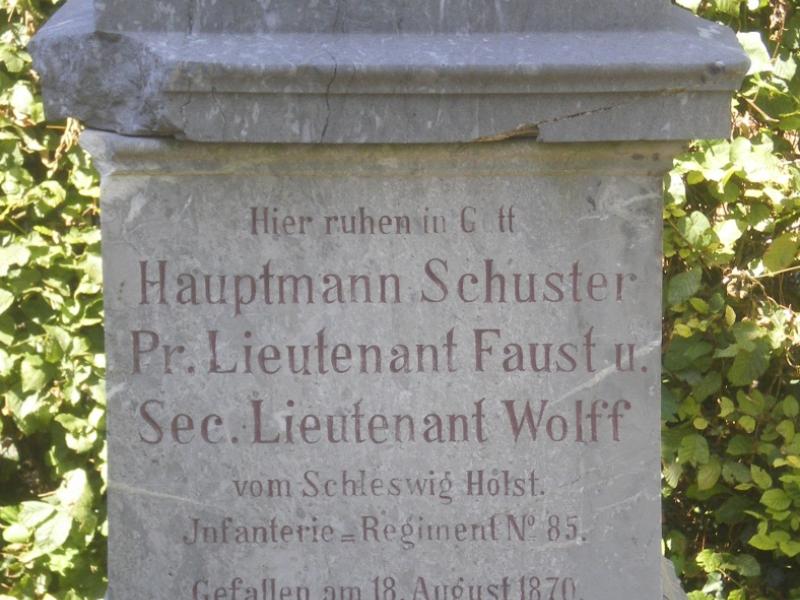 Hier ruhen in Gott
Hauptmann Schuster
Pr. Lieutenant Faust u.
Sec. Lieutenant Wolff
vom Schleswig Holst.
Jnfanterie=Regiment No. 85.
Gefallen am 18. August 1870.